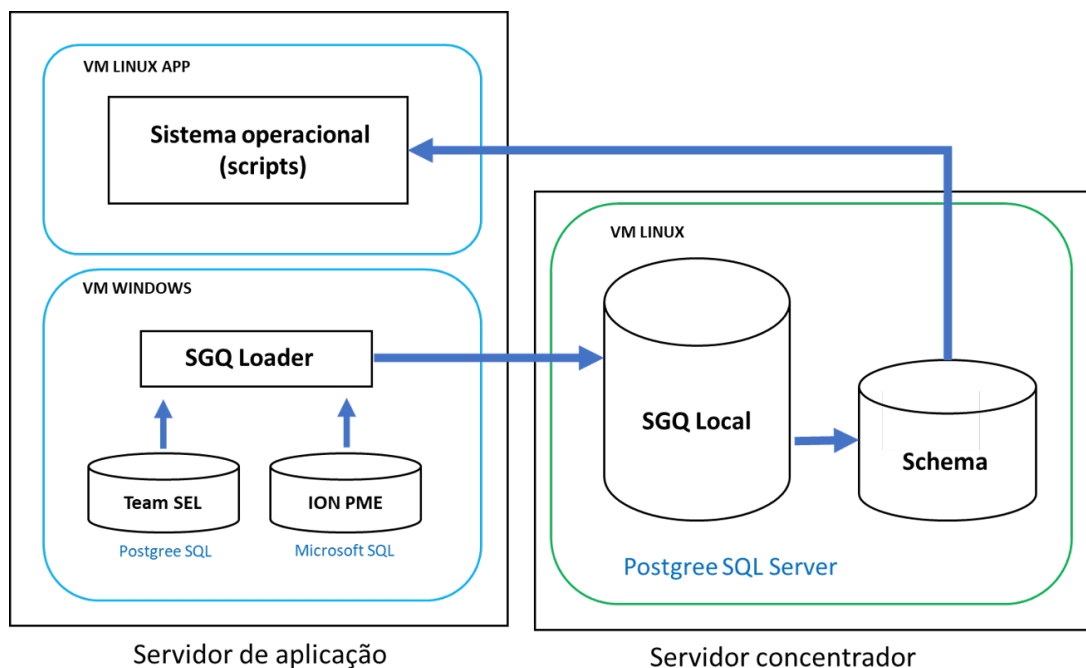 VM LINUX APP
Sistema operacional
(scripts)
VM WINDOWS
SGQ Loader
Team SEL
ION PME
Postgree SQL
Microsoft SQL
Servidor de aplicação
VM LINUX
SGQ Local
Schema
Postgree SQL Server
Servidor concentrador